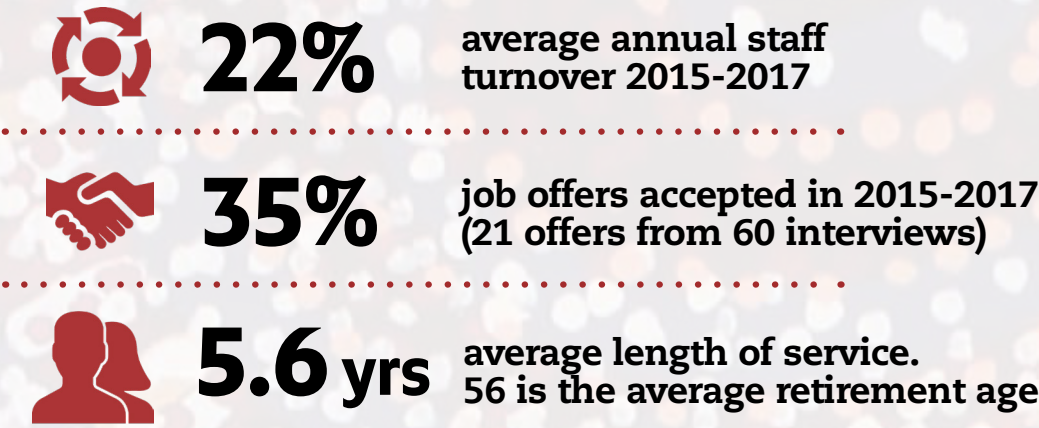 22%
average annual staff
turnover 2015-2017
35%
job offers accepted in 2015-2017
(21 offers from 60 interviews)
5.6 yrs
average length of service.
56 is the average retirement age